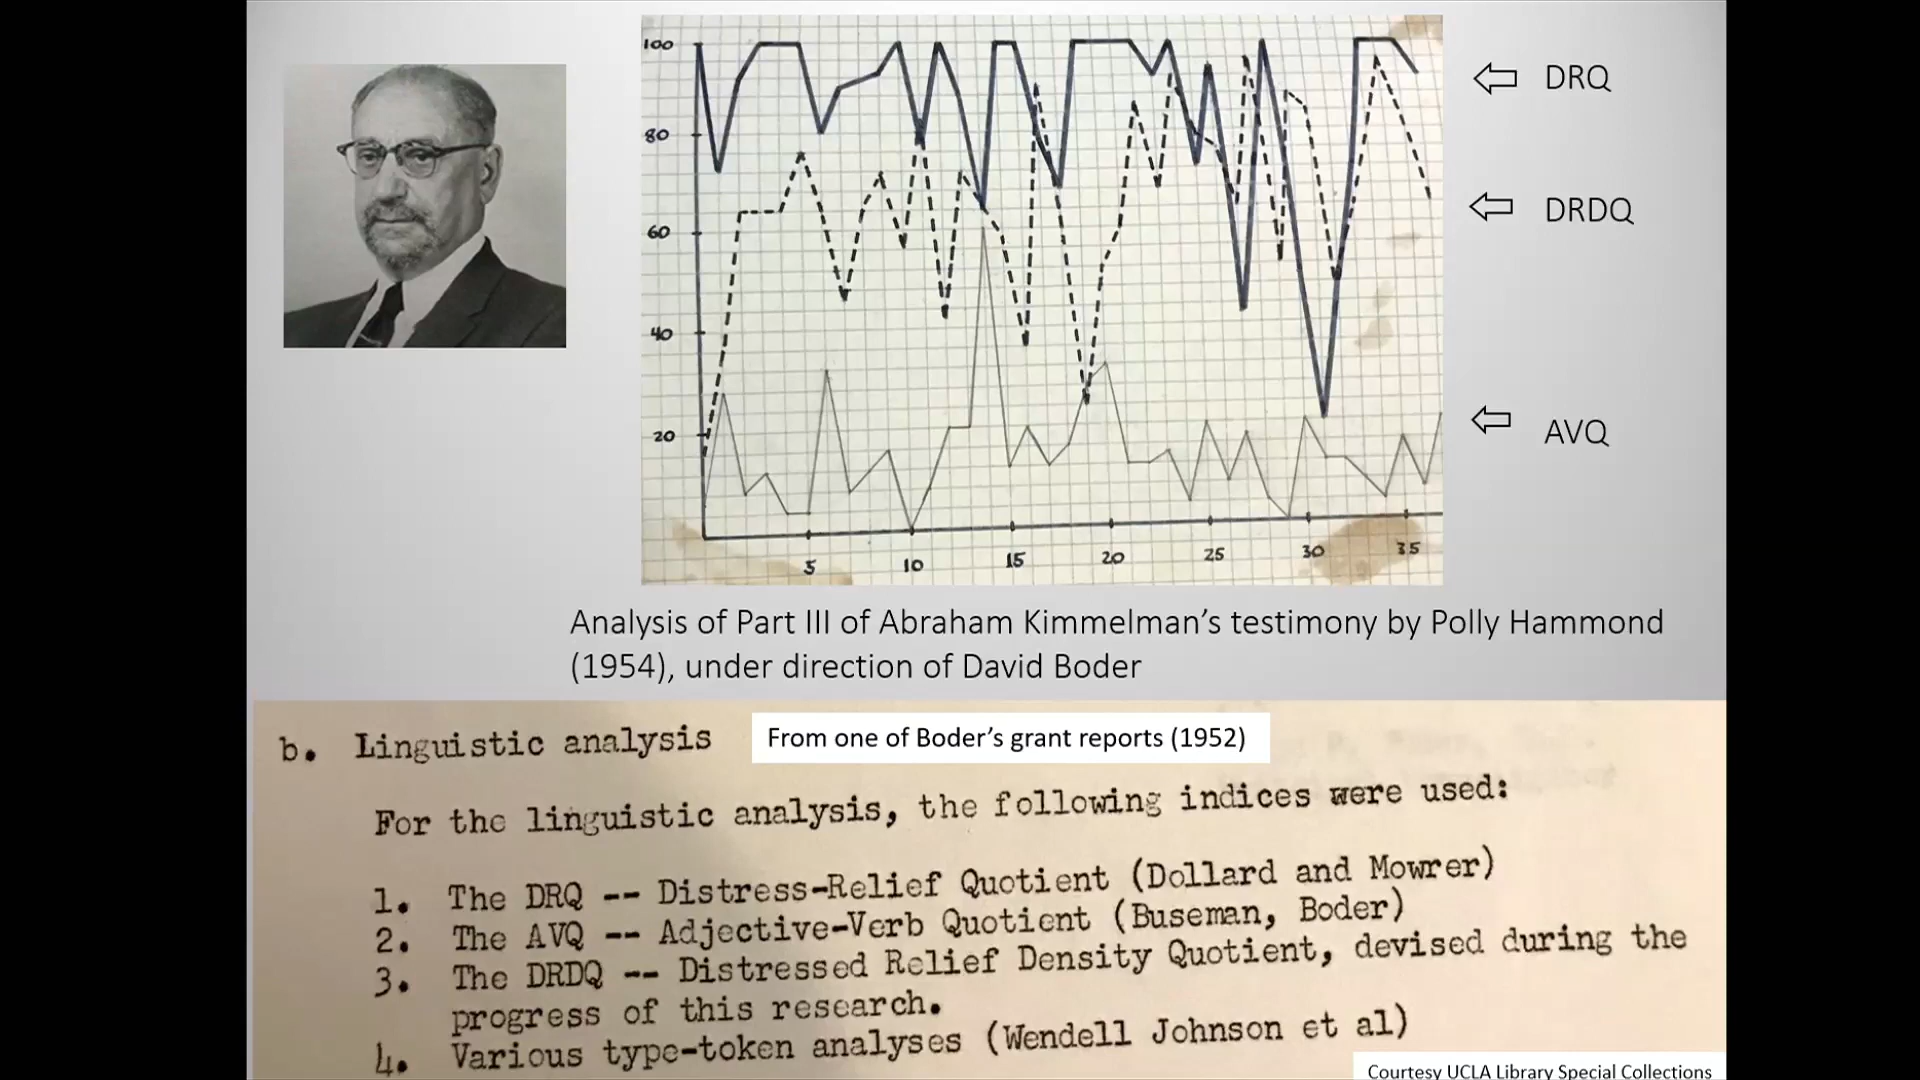 100
80
60
40
20
5
10
15
20
25
30
35
DRQ
DRDQ
AVQ
Analysis of Part III of Abraham Kimmelman’s testimony by Polly Hammond
(1954), under direction of David Boder
b. Linguistic analysis
From one of Boder’s grant reports (1952)
For the linguistic analysis, the following indices were used:
1. The DRQ -- Distress-Relief Quotient (Dollard and Mowrer)
2. The AVQ -- Adjective-Verb Quotient (Buseman, Boder)
3. The DRDQ -- Distressed Relief Density Quotient, devised during the
progress of this research.
4. Various type-token analyses (Wendell Johnson et al)
Courtesy UCLA Library Special Collections